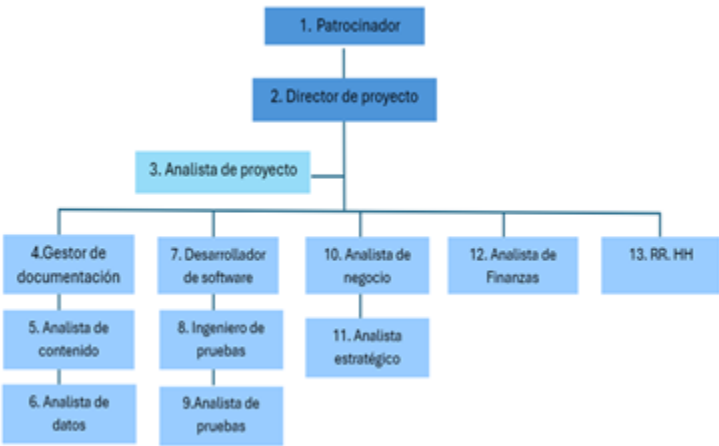 1. Patrocinador
2. Director de proyecto
3. Analista de proyecto
4.Gestor de
documentación
5. Analista de
contenido
6. Analista de
datos
7. Desarrollador
de software
8. Ingeniero de
pruebas
9.Analista de
pruebas
10. Analista de
negocio
11. Analista
estratégico
12. Analista de
Finanzas
13. RR. HH